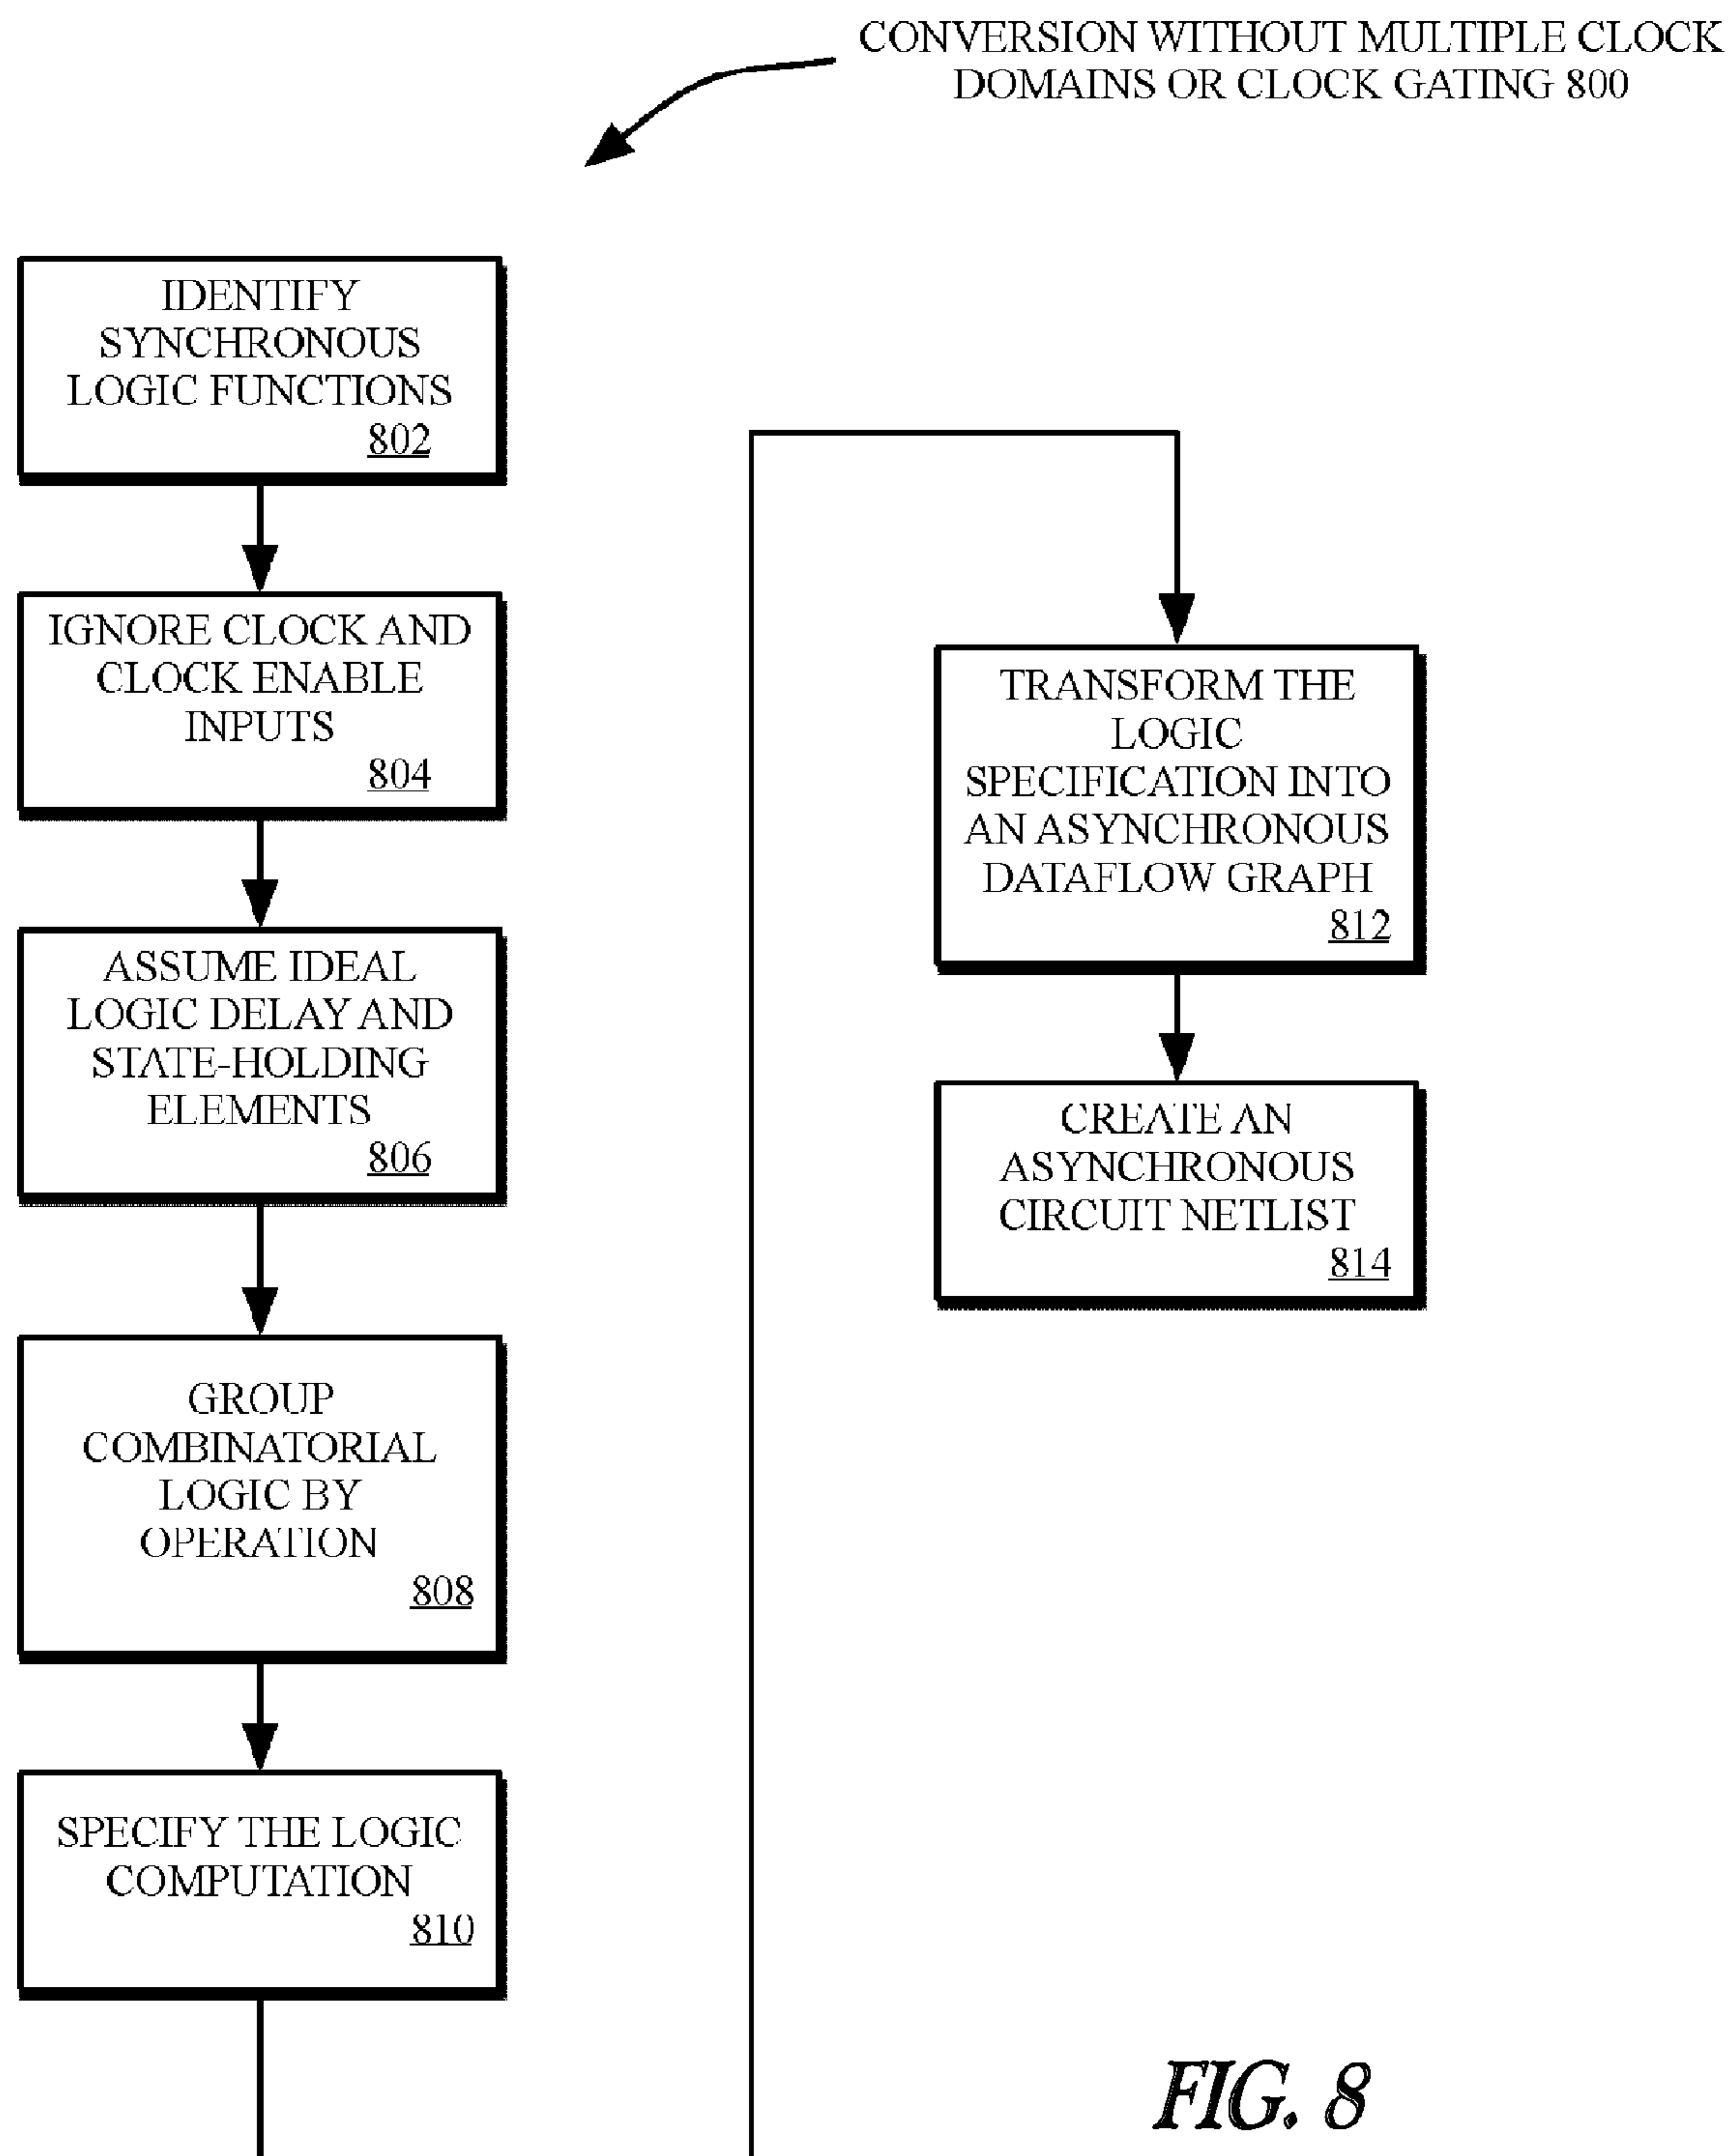 CONVERSION WITHOUT MULTIPLE CLOCK
DOMAINS OR CLOCK GATING 800
IDENTIFY
SYNCHRONOUS
LOGIC FUNCTIONS
802
IGNORE CLOCK AND
CLOCK ENABLE
INPUTS
804
ASSUME IDEAL
LOGIC DELAY AND
STATE-HOLDING
ELEMENTS
806
GROUP
COMBINATORIAL
LOGIC BY
OPERATION
808
SPECIFY THE LOGIC
COMPUTATION
810
TRANSFORM THE
LOGIC
SPECIFICATION INTO
AN ASYNCHRONOUS
DATAFLOW GRAPH
812
CREATE AN
ASYNCHRONOUS
CIRCUIT NETLIST
814
FIG. 8